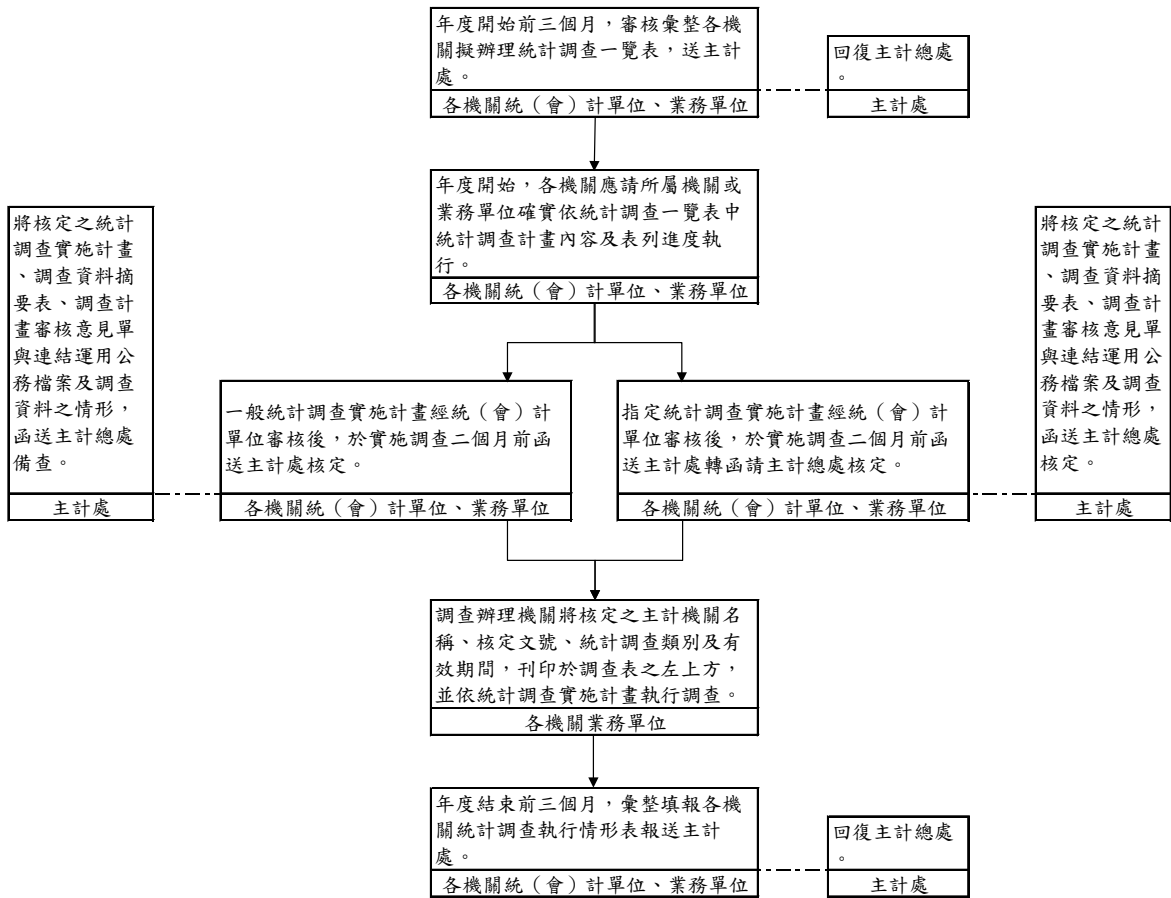 年度開始前三個月，審核彙整各機
關擬辦理統計調查一覽表，送主計
處。
各機關統（會）計單位、業務單位
回復主計總處
。
主計處
年度開始，各機關應請所屬機關或
業務單位確實依統計調查一覽表中
統計調查計畫內容及表列進度執
行。
各機關統（會）計單位、業務單位
將核定之統計
調查實施計畫
、調查資料摘
要表、調查計
畫審核意見單
與連結運用公
務檔案及調查
資料之情形，
函送主計總處
備查。
主計處
一般統計調查實施計畫經統（會）計
單位審核後，於實施調查二個月前函
送主計處核定。
各機關統（會）計單位、業務單位
指定統計調查實施計畫經統（會）計
單位審核後，於實施調查二個月前函
送主計處轉函請主計總處核定。
各機關統（會）計單位、業務單位
將核定之統計
調查實施計畫
、調查資料摘
要表、調查計
畫審核意見單
與連結運用公
務檔案及調查
資料之情形，
函送主計總處
核定。
主計處
調查辦理機關將核定之主計機關名
稱、核定文號、統計調查類別及有
效期間，刊印於調查表之左上方，
並依統計調查實施計畫執行調查。
各機關業務單位
年度結束前三個月，彙整填報各機
關統計調查執行情形表報送主計
處。
各機關統（會）計單位、業務單位
回復主計總處
。
主計處